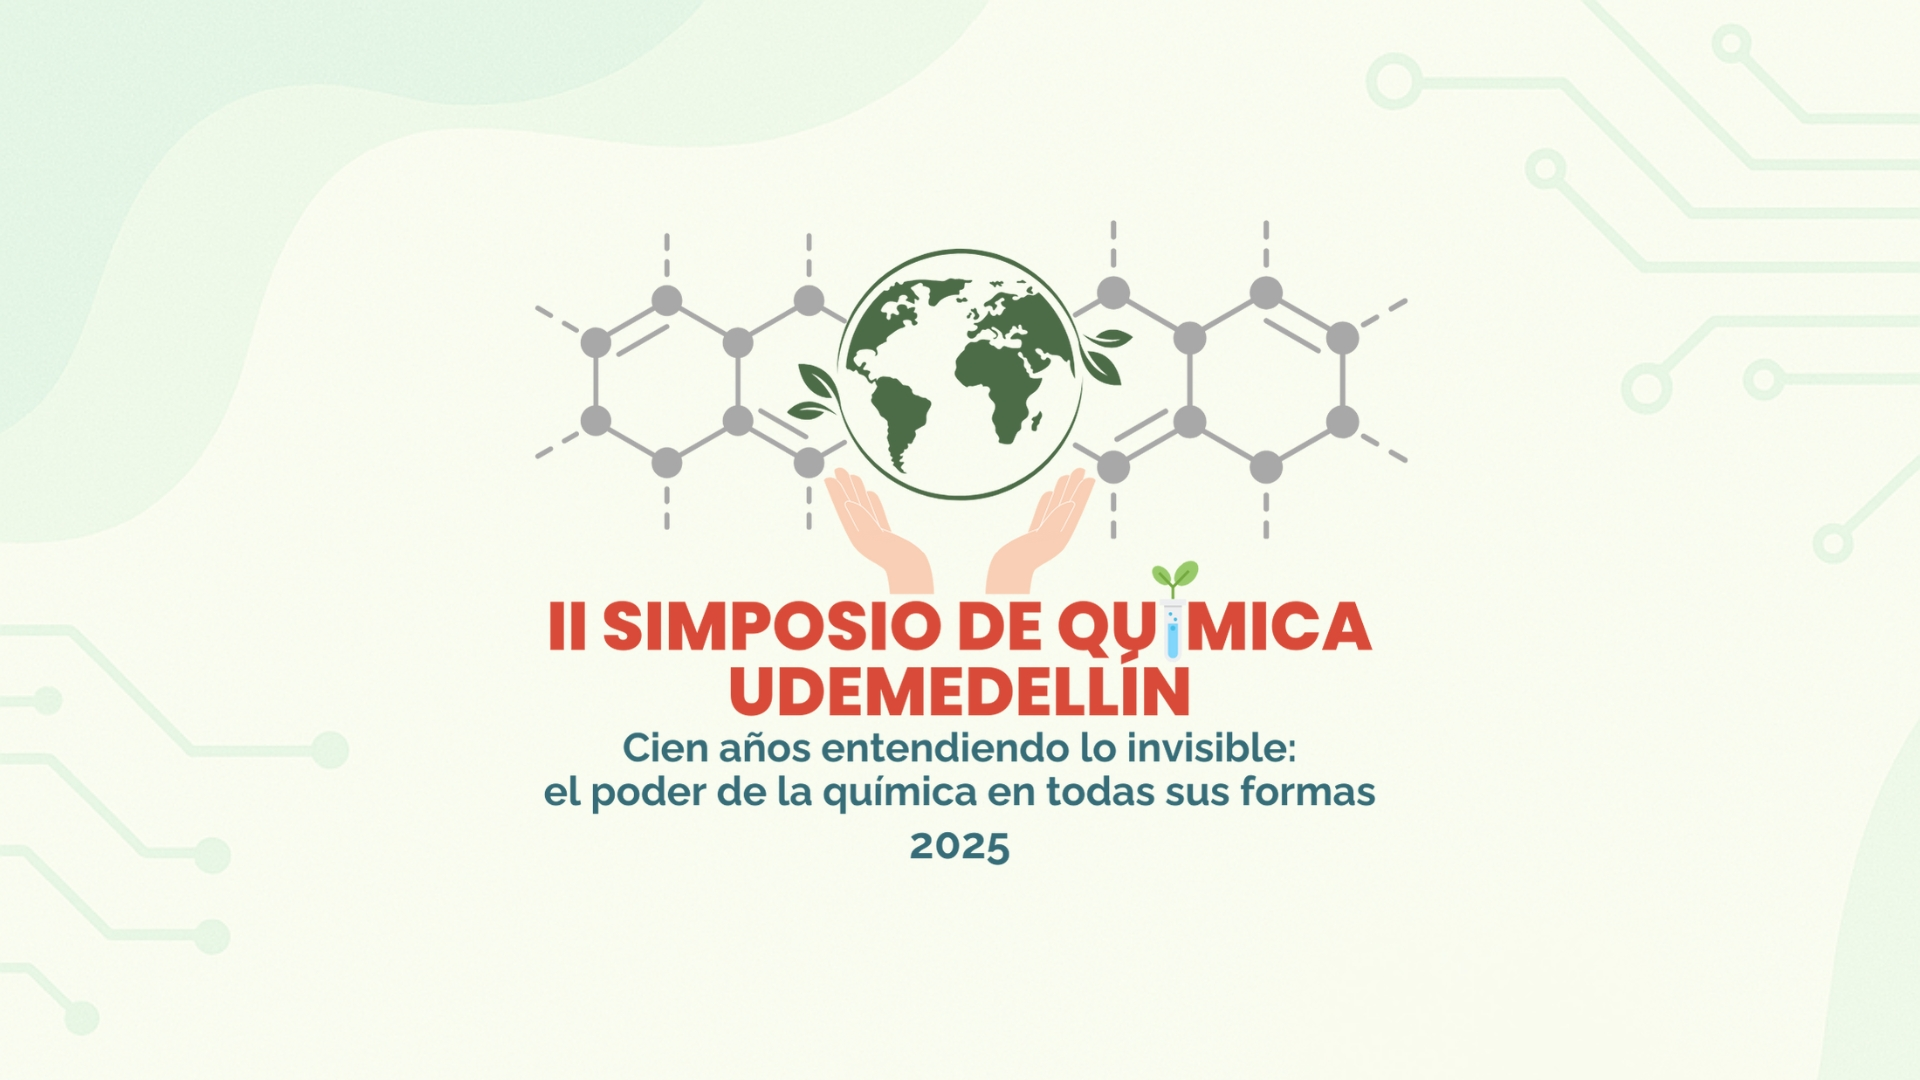 II SIMPOSIO DE QUÍMICA
UDEMEDELLÍN
Cien años entendiendo lo invisible:
el poder de la química en todas sus formas
2025